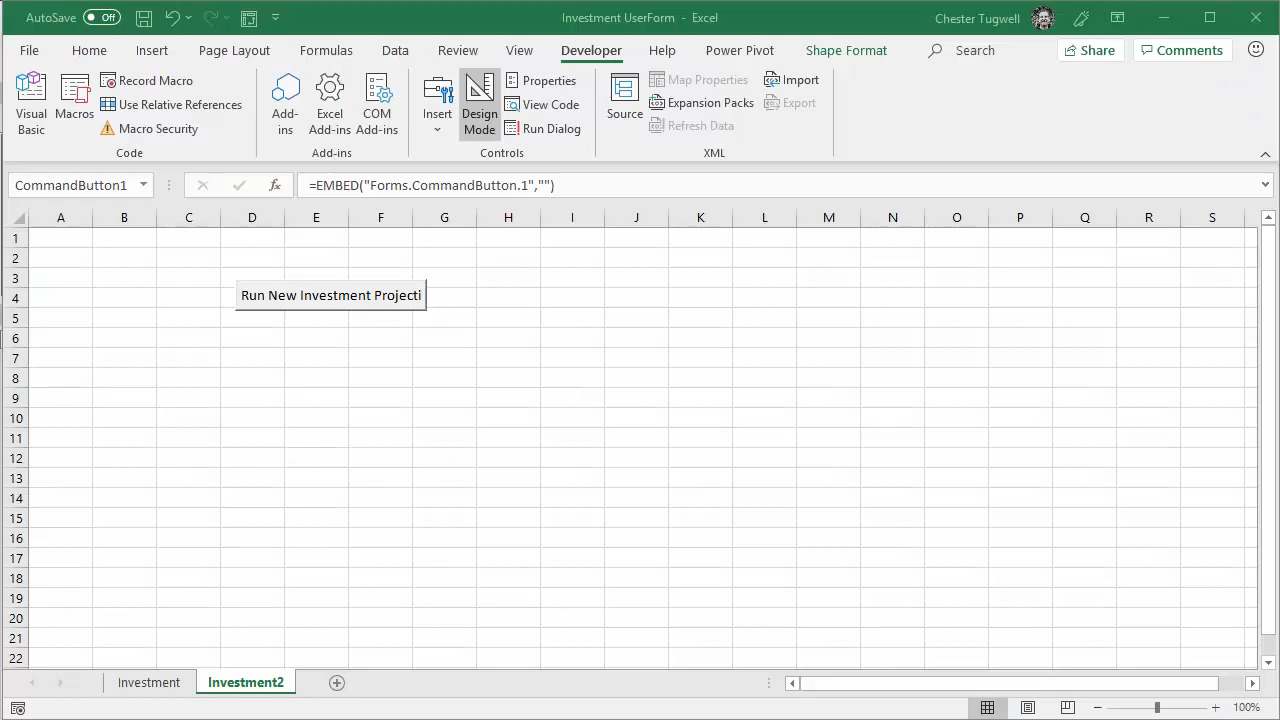 AutoSave Off Investment UserForm - Excel Chester Tugwell
File Home Insert Page Layout Formulas Data Review View Developer Help Power Pivot Shape Format Search Share Comments
Visual Basic
Macros
Record Macro
Use Relative References
Macro Security
Code
Add-ins
Excel Add-ins
COM Add-ins
Add-ins
Insert
Design Mode
Properties
View Code
Run Dialog
Controls
Source
Map Properties
Expansion Packs
Refresh Data
Import
Export
XML
CommandButton1 fx =EMBED("Forms.CommandButton.1","")
A B C D E F G H I J K L M N O P Q R S
1
2
3
4
5
6
7
8
9
10
11
12
13
14
15
16
17
18
19
20
21
22
Run New Investment Projecti
Investment Investment2
100%